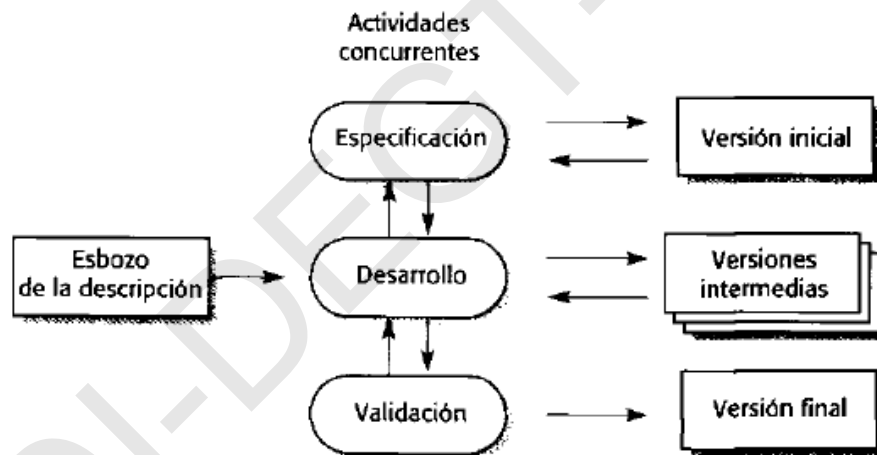 Actividades
concurrentes
Especificación
Versión inicial
Esbozo
de la descripción
Desarrollo
Versiones
intermedias
Validación
Versión final